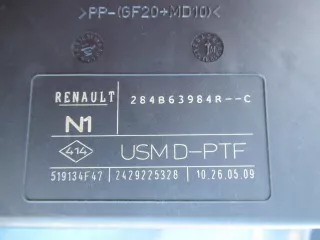 >PP-(GF20+MD10)<
RENAULT 284B63984R--C
N1
414 USM D-PTF
519134F47 2429225328 10.26.05.09